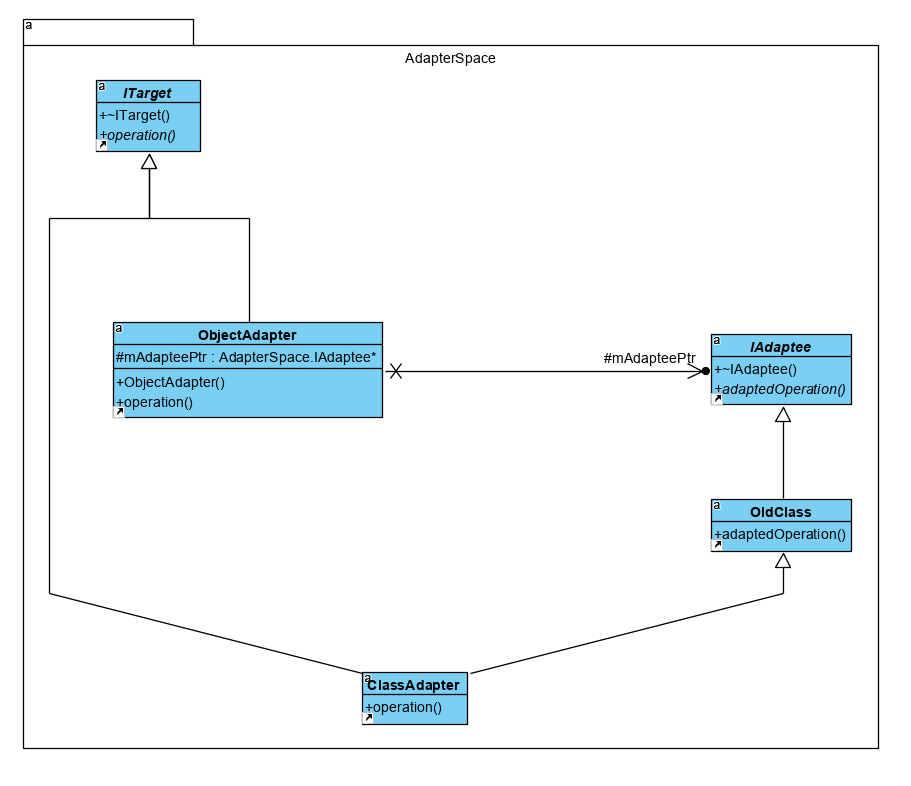 a
AdapterSpace
a
ITarget
+~ITarget()
+operation()
a
ObjectAdapter
#mAdapteePtr : AdapterSpace.IAdaptee*
+ObjectAdapter()
+operation()
#mAdapteePtr
a
IAdaptee
+~IAdaptee()
+adaptedOperation()
a
OldClass
+adaptedOperation()
a
ClassAdapter
+operation()